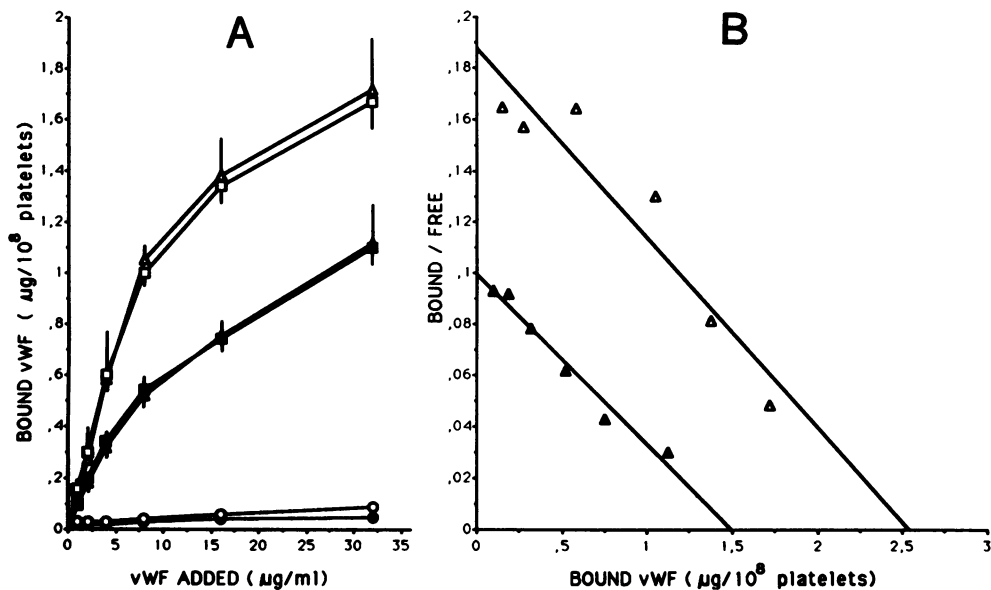 A
B
BOUND vWF ( µg/10⁸ platelets)
2
1,8
1,6
1,4
1,2
1
,8
,6
,4
,2
0
0 5 10 15 20 25 30 35
vWF ADDED ( µg/ml)
BOUND / FREE
,2
,18
,16
,14
,12
,1
,08
,06
,04
,02
0
0 ,5 1 1,5 2 2,5 3
BOUND vWF ( µg/10⁸ platelets)